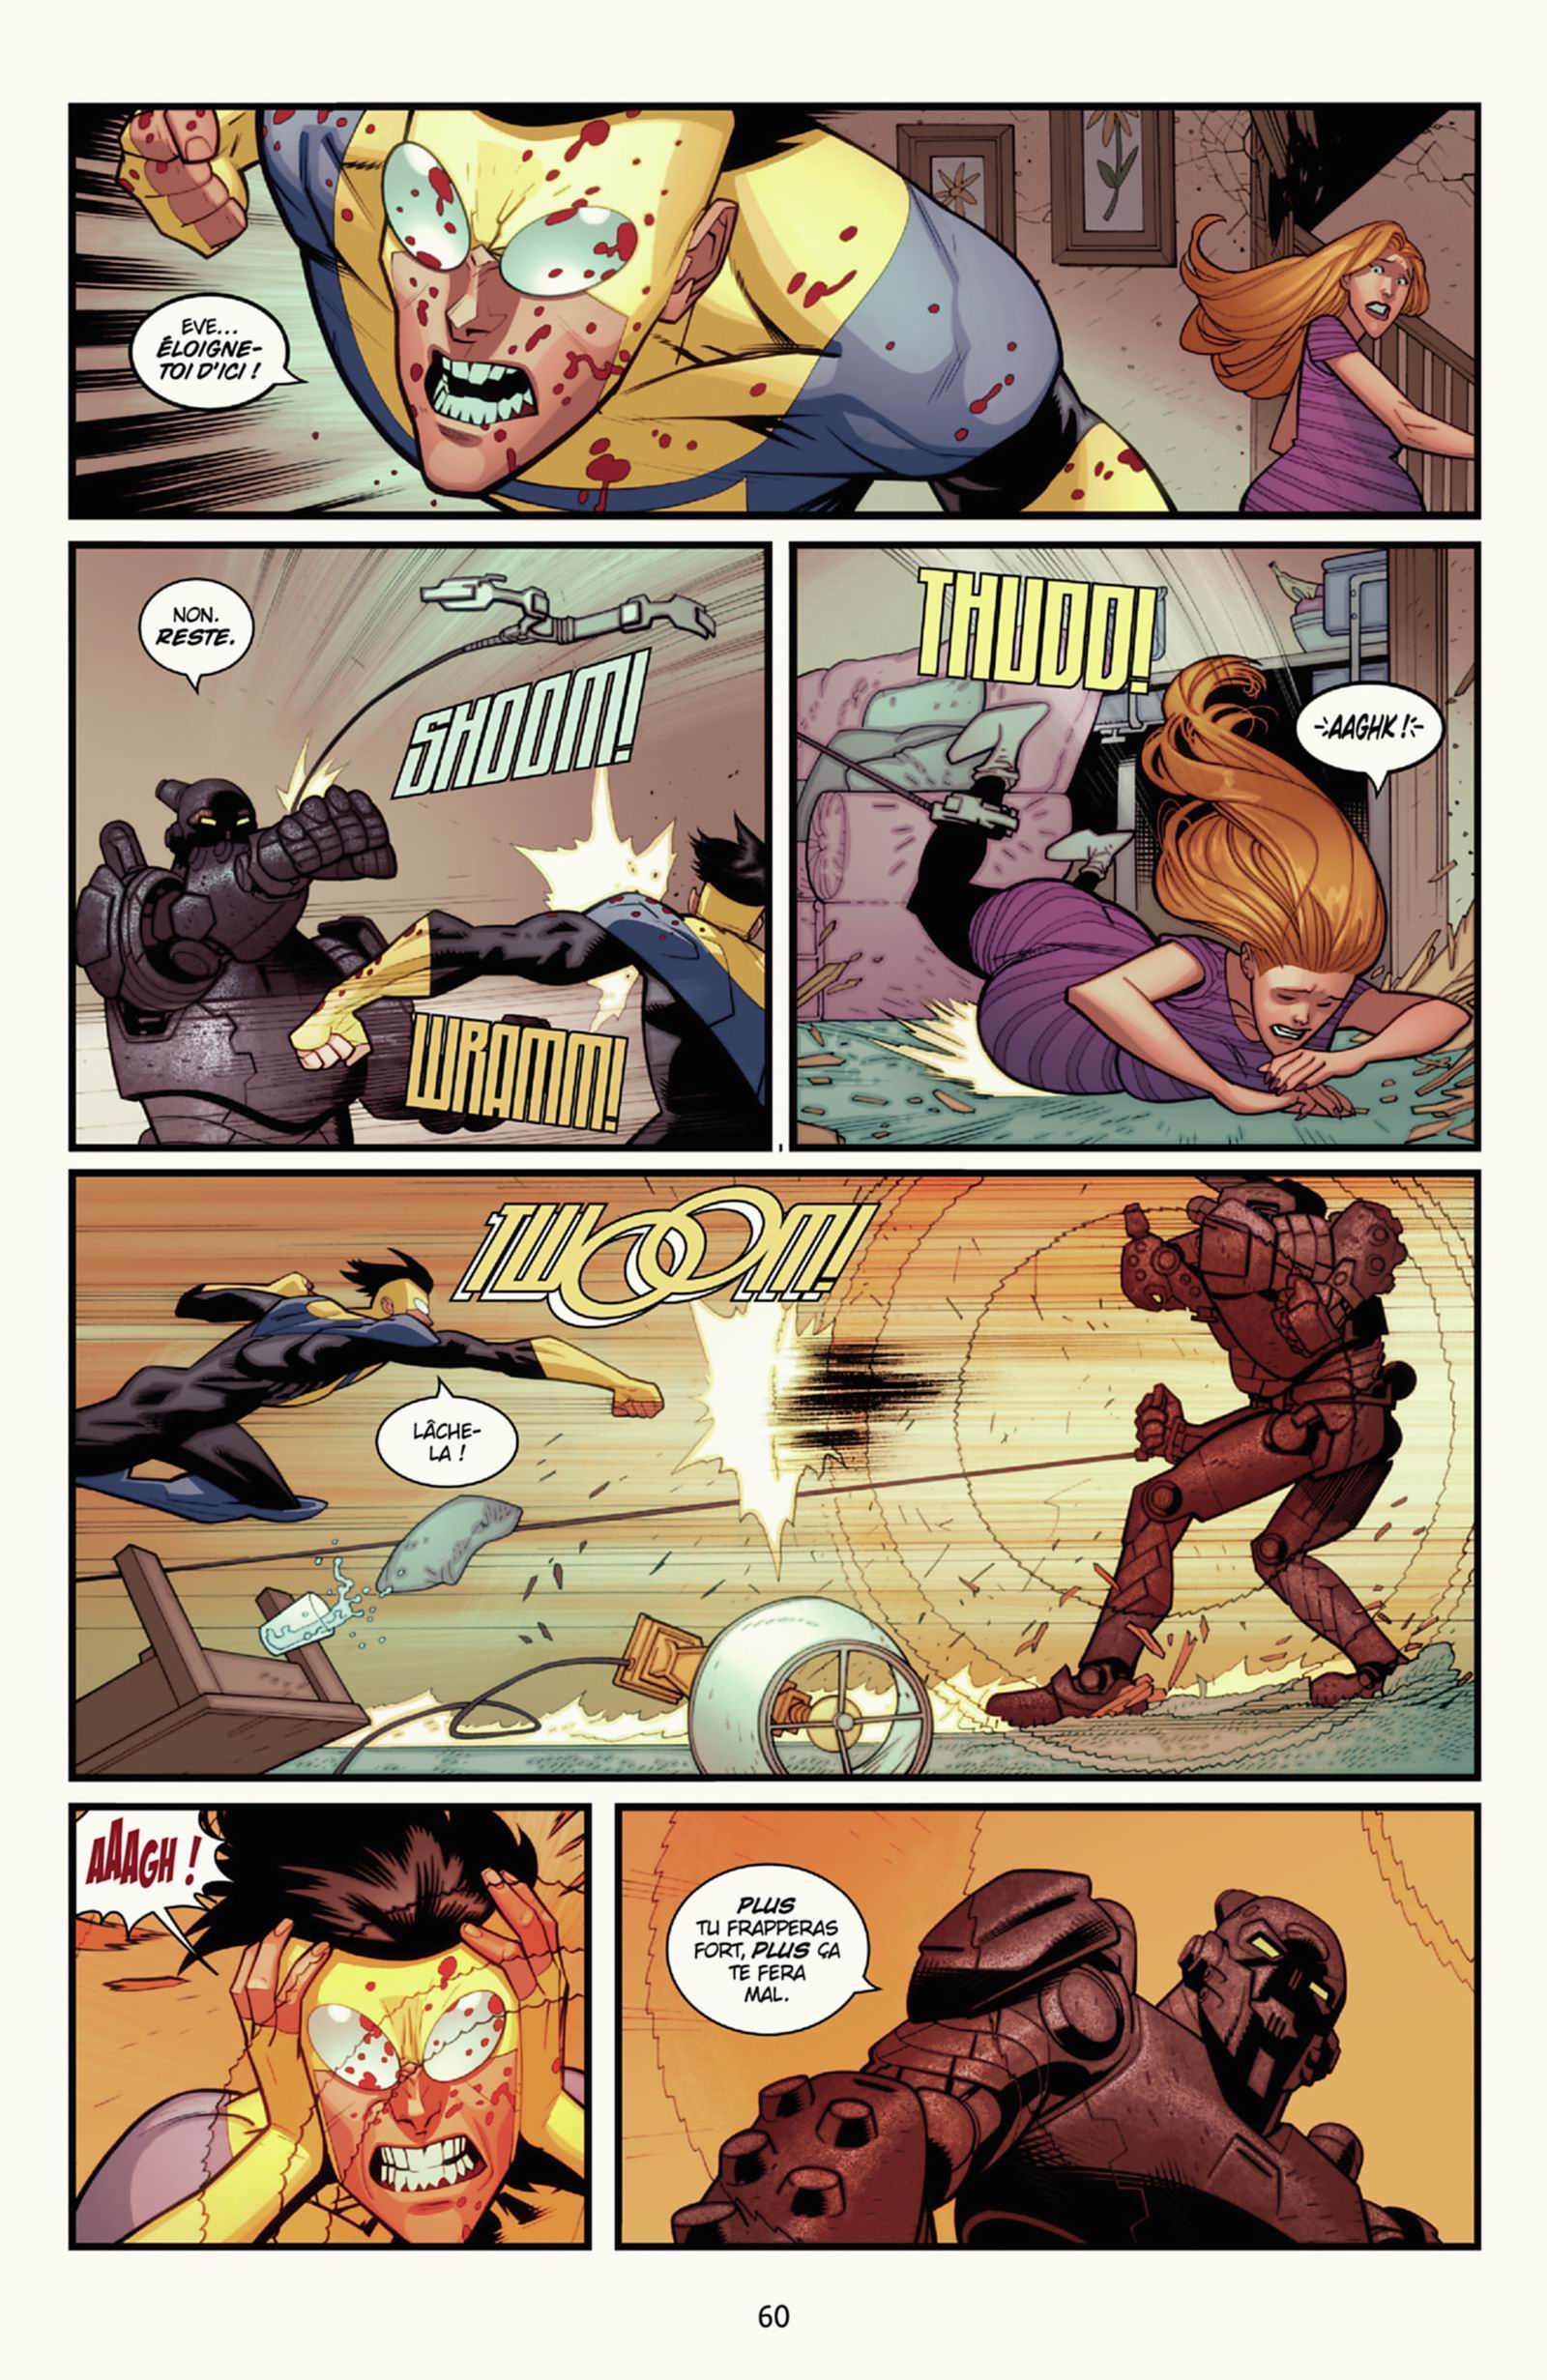 EVE...
ÉLOIGNE-
TOI D'ICI !
NON.
RESTE.
SHOOM!
WRAMM!
THUDD!
-AAGHK !-
TWOOM!
LÂCHE-
LA !
AAAGH !
PLUS
TU FRAPPERAS
FORT, PLUS ÇA
TE FERA
MAL.
60